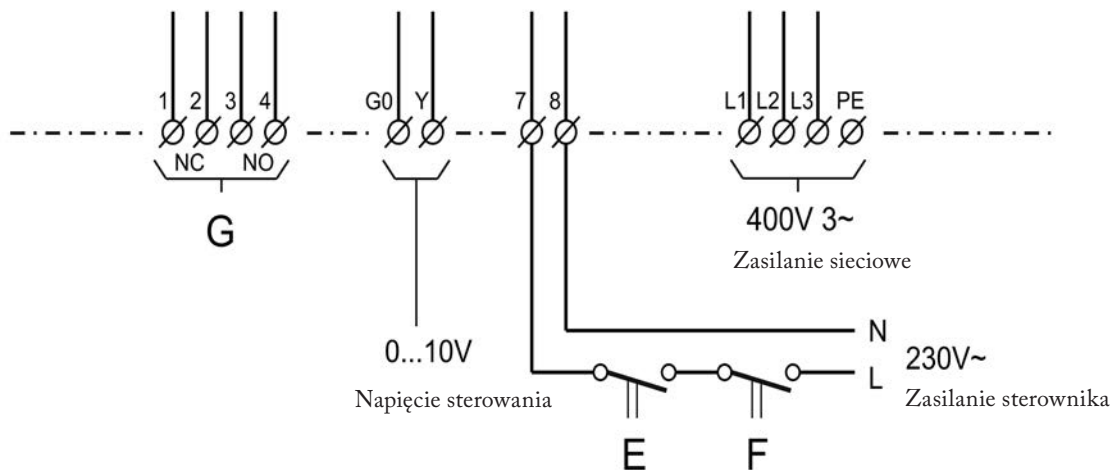 1 2 3 4 G0 Y 7 8 L1 L2 L3 PE
NC NO
G
400V 3~
Zasilanie sieciowe
N
0...10V
230V~
L
Napięcie sterowania
Zasilanie sterownika
E F